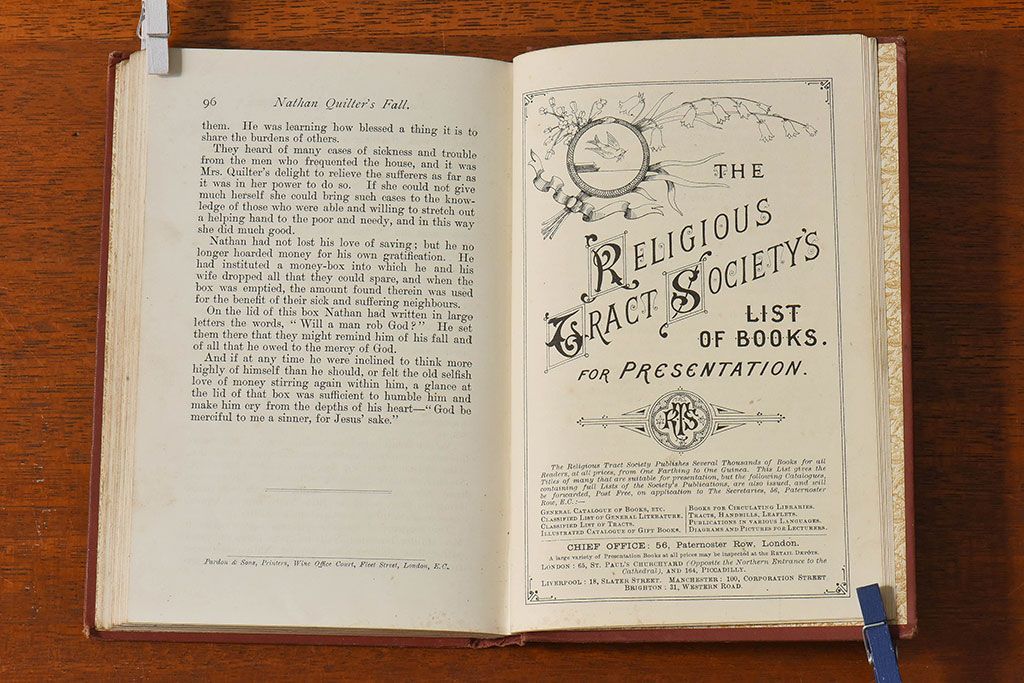 96 Nathan Quilter's Fall.
them. He was learning how blessed a thing it is to
share the burdens of others.
They heard of many cases of sickness and trouble
from the men who frequented the house, and it was
Mrs. Quilter's delight to relieve the sufferers as far as
it was in her power to do so. If she could not give
much herself she could bring such cases to the know-
ledge of those who were able and willing to stretch out
a helping hand to the poor and needy, and in this way
she did much good.
Nathan had not lost his love of saving; but he no
longer hoarded money for his own gratification. He
had instituted a money-box into which he and his
wife dropped all that they could spare, and when the
box was emptied, the amount found therein was used
for the benefit of their sick and suffering neighbours.
On the lid of this box Nathan had written in large
letters the words, "Will a man rob God?" He set
them there that they might remind him of his fall and
of all that he owed to the mercy of God.
And if at any time he were inclined to think more
highly of himself than he should, or felt the old selfish
love of money stirring again within him, a glance at
the lid of that box was sufficient to humble him and
make him cry from the depths of his heart—"God be
merciful to me a sinner, for Jesus' sake."
Pardon & Sons, Printers, Wine Office Court, Fleet Street, London, E.C.
THE
RELIGIOUS
TRACT SOCIETY'S
LIST
OF BOOKS.
FOR PRESENTATION.
RTS
The Religious Tract Society Publishes Several Thousands of Books for all
Readers, at all prices, from One Farthing to One Guinea. This List gives the
Titles of many that are suitable for presentation, but the following Catalogues,
containing full Lists of the Society's Publications, are also issued, and will
be forwarded, Post Free, on application to The Secretaries, 56, Paternoster
Row, E.C.:—
GENERAL CATALOGUE OF BOOKS, ETC.
CLASSIFIED LIST OF GENERAL LITERATURE.
CLASSIFIED LIST OF TRACTS.
ILLUSTRATED CATALOGUE OF GIFT BOOKS.
BOOKS FOR CIRCULATING LIBRARIES.
TRACTS, HANDBILLS, LEAFLETS.
PUBLICATIONS IN VARIOUS LANGUAGES.
DIAGRAMS AND PICTURES FOR LECTURERS.
CHIEF OFFICE: 56, Paternoster Row, London.
A large variety of Presentation Books at all prices may be inspected at the RETAIL DEPÔTS.
LONDON: 65, ST. PAUL'S CHURCHYARD (Opposite the Northern Entrance to the
Cathedral), AND 164, PICCADILLY.
LIVERPOOL: 18, SLATER STREET. MANCHESTER: 100, CORPORATION STREET
BRIGHTON: 31, WESTERN ROAD